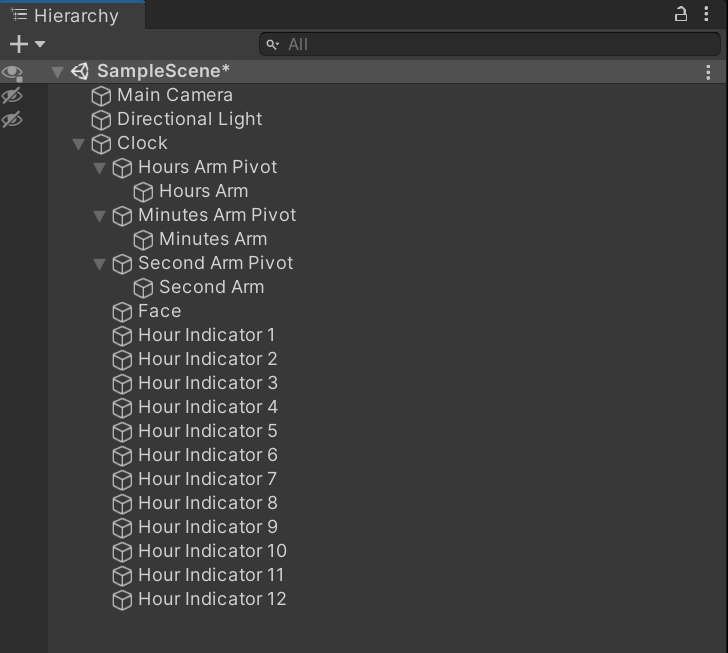 Hierarchy
All
SampleScene*
Main Camera
Directional Light
Clock
Hours Arm Pivot
Hours Arm
Minutes Arm Pivot
Minutes Arm
Second Arm Pivot
Second Arm
Face
Hour Indicator 1
Hour Indicator 2
Hour Indicator 3
Hour Indicator 4
Hour Indicator 5
Hour Indicator 6
Hour Indicator 7
Hour Indicator 8
Hour Indicator 9
Hour Indicator 10
Hour Indicator 11
Hour Indicator 12